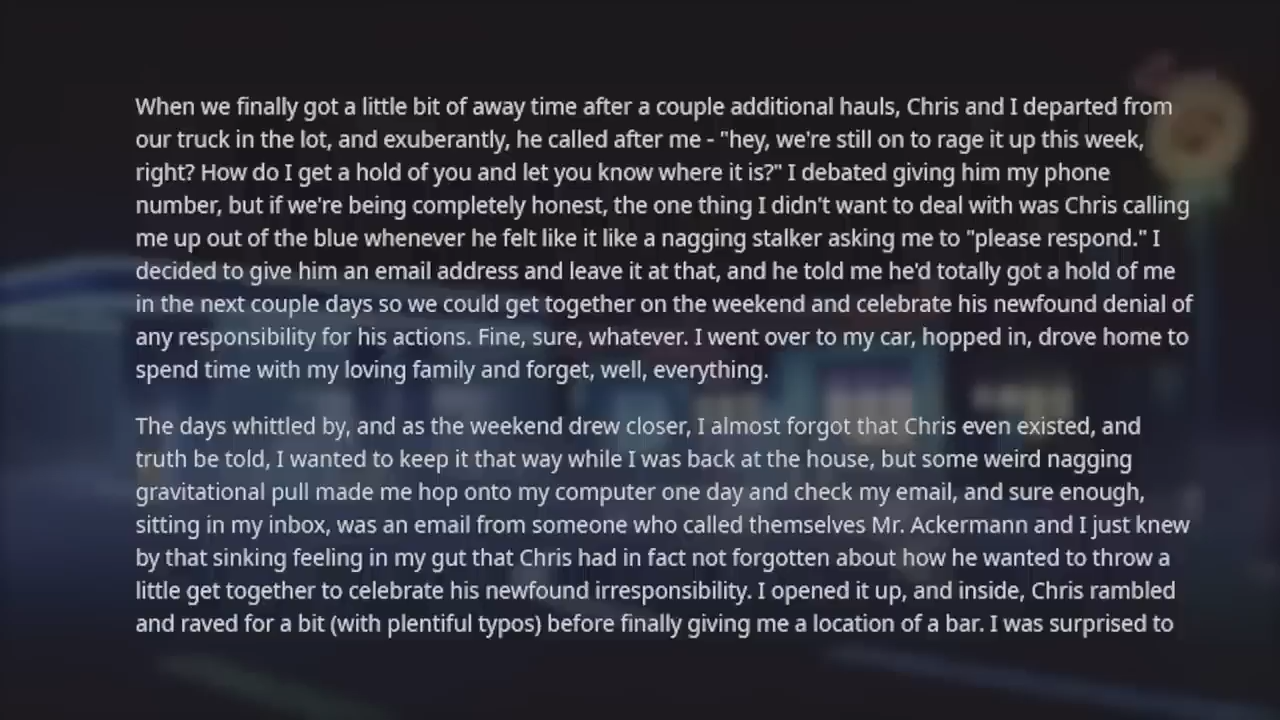 When we finally got a little bit of away time after a couple additional hauls, Chris and I departed from
our truck in the lot, and exuberantly, he called after me - "hey, we're still on to rage it up this week,
right? How do I get a hold of you and let you know where it is?" I debated giving him my phone
number, but if we're being completely honest, the one thing I didn't want to deal with was Chris calling
me up out of the blue whenever he felt like it like a nagging stalker asking me to "please respond." I
decided to give him an email address and leave it at that, and he told me he'd totally got a hold of me
in the next couple days so we could get together on the weekend and celebrate his newfound denial of
any responsibility for his actions. Fine, sure, whatever. I went over to my car, hopped in, drove home to
spend time with my loving family and forget, well, everything.
The days whittled by, and as the weekend drew closer, I almost forgot that Chris even existed, and
truth be told, I wanted to keep it that way while I was back at the house, but some weird nagging
gravitational pull made me hop onto my computer one day and check my email, and sure enough,
sitting in my inbox, was an email from someone who called themselves Mr. Ackermann and I just knew
by that sinking feeling in my gut that Chris had in fact not forgotten about how he wanted to throw a
little get together to celebrate his newfound irresponsibility. I opened it up, and inside, Chris rambled
and raved for a bit (with plentiful typos) before finally giving me a location of a bar. I was surprised to